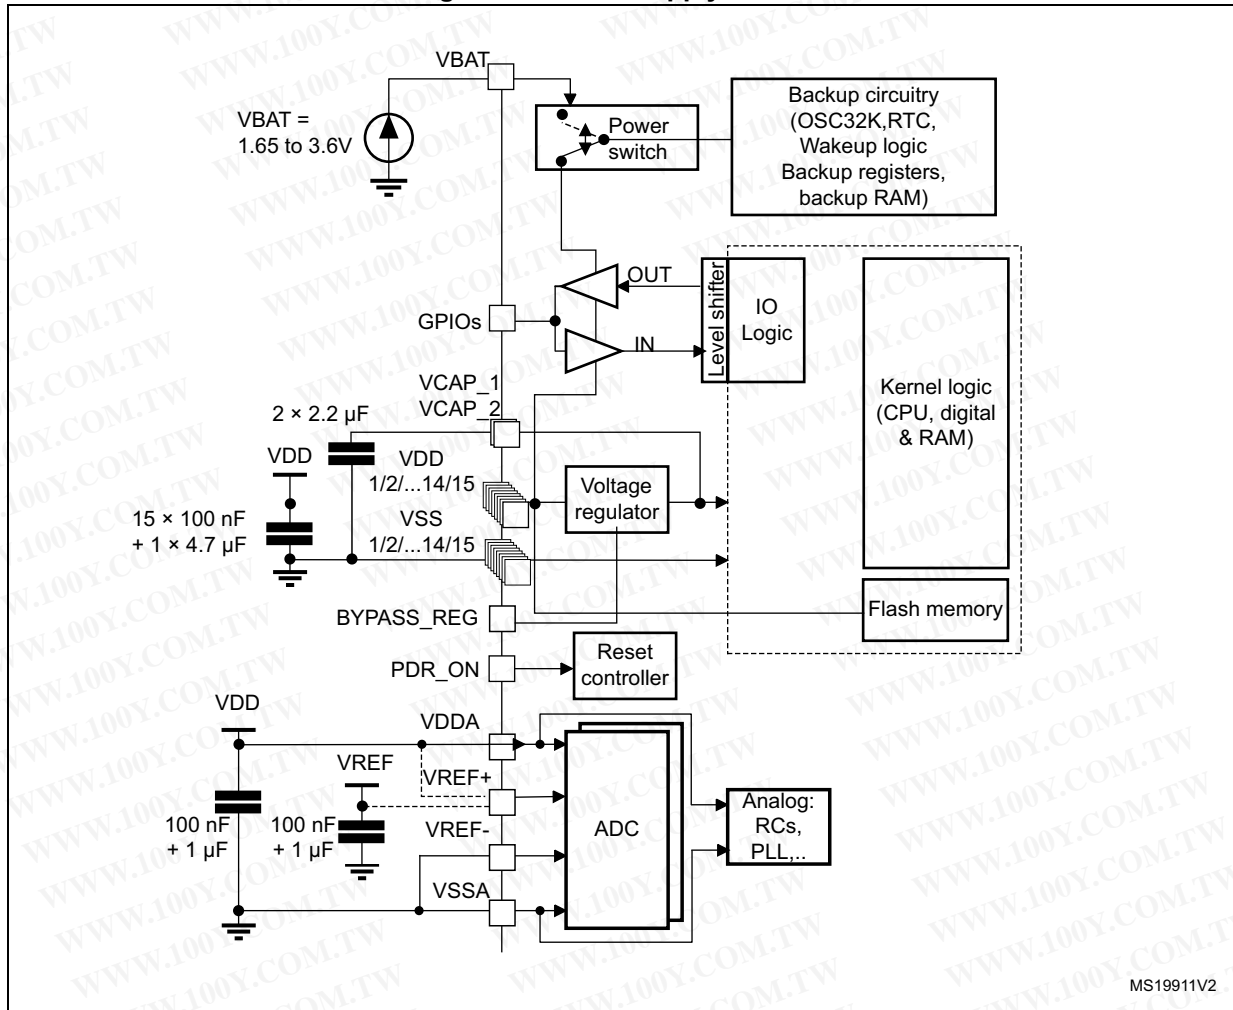 VBAT
VBAT =
1.65 to 3.6V
Power
switch
Backup circuitry
(OSC32K,RTC,
Wakeup logic
Backup registers,
backup RAM)
OUT
GPIOs
IN
Level shifter
IO
Logic
Kernel logic
(CPU, digital
& RAM)
VCAP_1
VCAP_2
2 × 2.2 µF
VDD
VDD
1/2/...14/15
Voltage
regulator
15 × 100 nF
+ 1 × 4.7 µF
VSS
1/2/...14/15
Flash memory
BYPASS_REG
PDR_ON
Reset
controller
VDD
VDDA
VREF
VREF+
100 nF
+ 1 µF
100 nF
+ 1 µF
VREF-
ADC
Analog:
RCs,
PLL,..
VSSA
MS19911V2
WWW.100Y.COM.TW